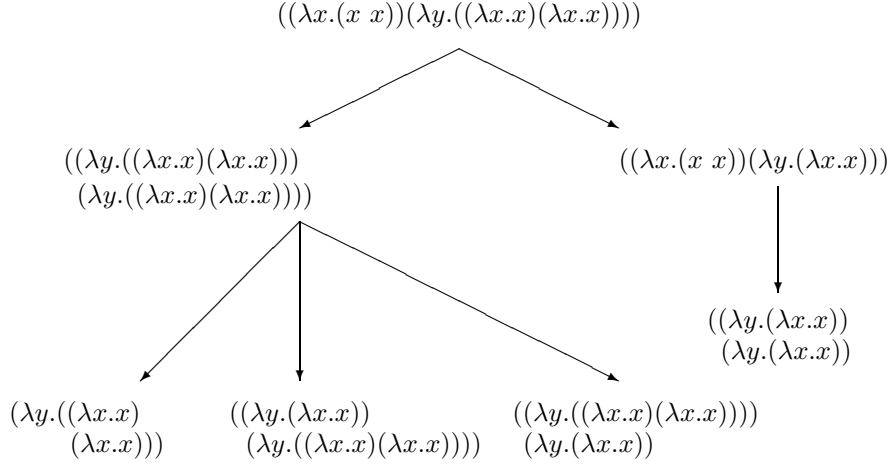 ((λx.(x x))(λy.((λx.x)(λx.x))))
((λy.((λx.x)(λx.x)))
(λy.((λx.x)(λx.x))))
((λx.(x x))(λy.(λx.x)))
((λy.(λx.x))
(λy.(λx.x))
(λy.((λx.x)
(λx.x)))
((λy.(λx.x))
(λy.((λx.x)(λx.x))))
((λy.((λx.x)(λx.x))))
(λy.(λx.x))